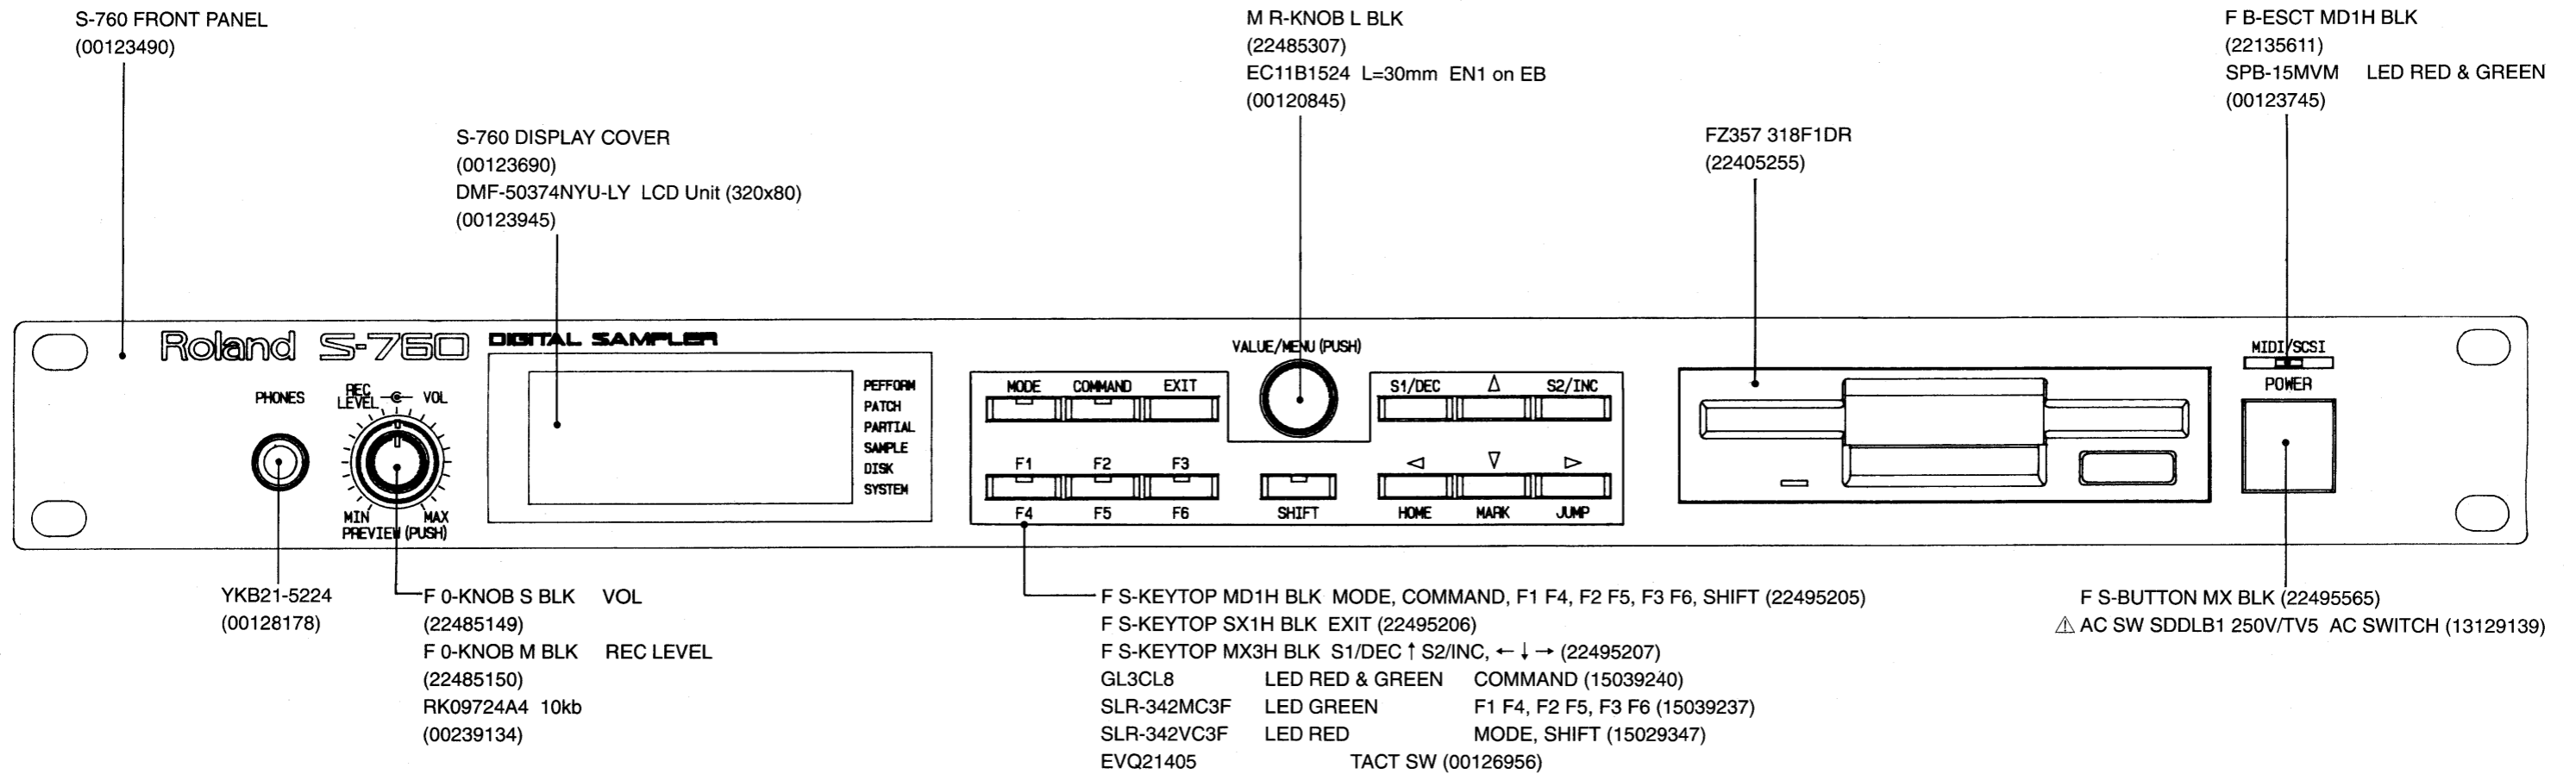 S-760 FRONT PANEL
(00123490)
S-760 DISPLAY COVER
(00123690)
DMF-50374NYU-LY LCD Unit (320x80)
(00123945)
M R-KNOB L BLK
(22485307)
EC11B1524 L=30mm EN1 on EB
(00120845)
FZ357 318F1DR
(22405255)
F B-ESCT MD1H BLK
(22135611)
SPB-15MVM LED RED & GREEN
(00123745)
Roland S-760 DIGITAL SAMPLER
PHONES
REC LEVEL
VOL
MIN MAX
PREVIEW (PUSH)
PEFFORM
PATCH
PARTIAL
SAMPLE
DISK
SYSTEM
MODE COMMAND EXIT
F1 F2 F3
F4 F5 F6
VALUE/MENU (PUSH)
SHIFT
S1/DEC △ S2/INC
◁ ▽ ▷
HOME MARK JUMP
MIDI/SCSI
POWER
YKB21-5224
(00128178)
F 0-KNOB S BLK VOL
(22485149)
F 0-KNOB M BLK REC LEVEL
(22485150)
RK09724A4 10kb
(00239134)
F S-KEYTOP MD1H BLK MODE, COMMAND, F1 F4, F2 F5, F3 F6, SHIFT (22495205)
F S-KEYTOP SX1H BLK EXIT (22495206)
F S-KEYTOP MX3H BLK S1/DEC ↑ S2/INC, ← ↓ → (22495207)
GL3CL8 LED RED & GREEN COMMAND (15039240)
SLR-342MC3F LED GREEN F1 F4, F2 F5, F3 F6 (15039237)
SLR-342VC3F LED RED MODE, SHIFT (15029347)
EVQ21405 TACT SW (00126956)
F S-BUTTON MX BLK (22495565)
⚠ AC SW SDDLB1 250V/TV5 AC SWITCH (13129139)